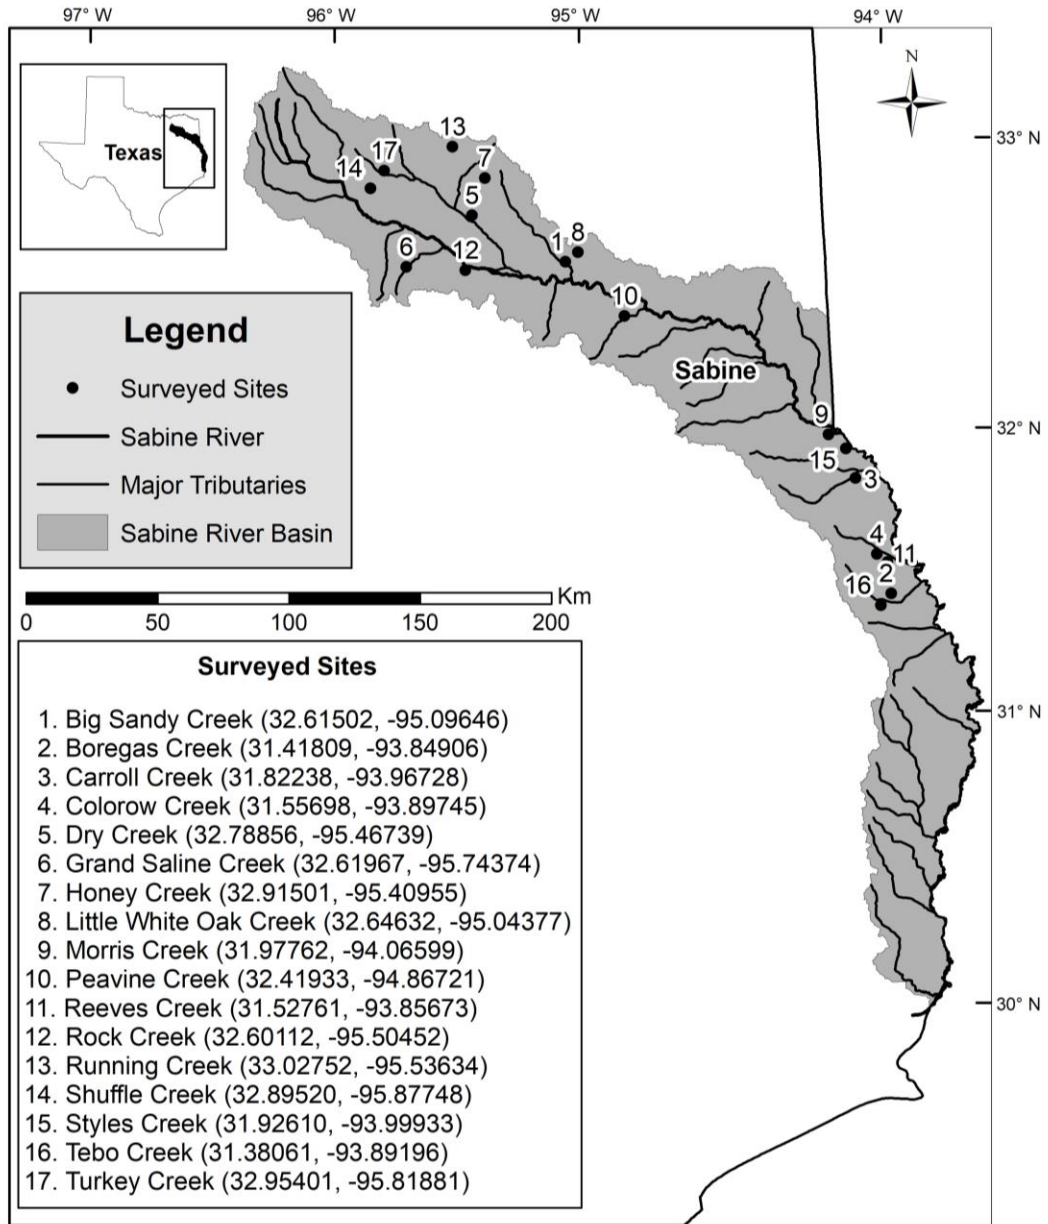 97° W 96° W 95° W 94° W
N
33° N
32° N
31° N
30° N
Texas
13
17
7
14
5
8
1
6
12
10
Sabine
9
15
3
4
11
2
16
Legend
Surveyed Sites
Sabine River
Major Tributaries
Sabine River Basin
Km
0 50 100 150 200
Surveyed Sites
1. Big Sandy Creek (32.61502, -95.09646)
2. Boregas Creek (31.41809, -93.84906)
3. Carroll Creek (31.82238, -93.96728)
4. Colorow Creek (31.55698, -93.89745)
5. Dry Creek (32.78856, -95.46739)
6. Grand Saline Creek (32.61967, -95.74374)
7. Honey Creek (32.91501, -95.40955)
8. Little White Oak Creek (32.64632, -95.04377)
9. Morris Creek (31.97762, -94.06599)
10. Peavine Creek (32.41933, -94.86721)
11. Reeves Creek (31.52761, -93.85673)
12. Rock Creek (32.60112, -95.50452)
13. Running Creek (33.02752, -95.53634)
14. Shuffle Creek (32.89520, -95.87748)
15. Styles Creek (31.92610, -93.99933)
16. Tebo Creek (31.38061, -93.89196)
17. Turkey Creek (32.95401, -95.81881)